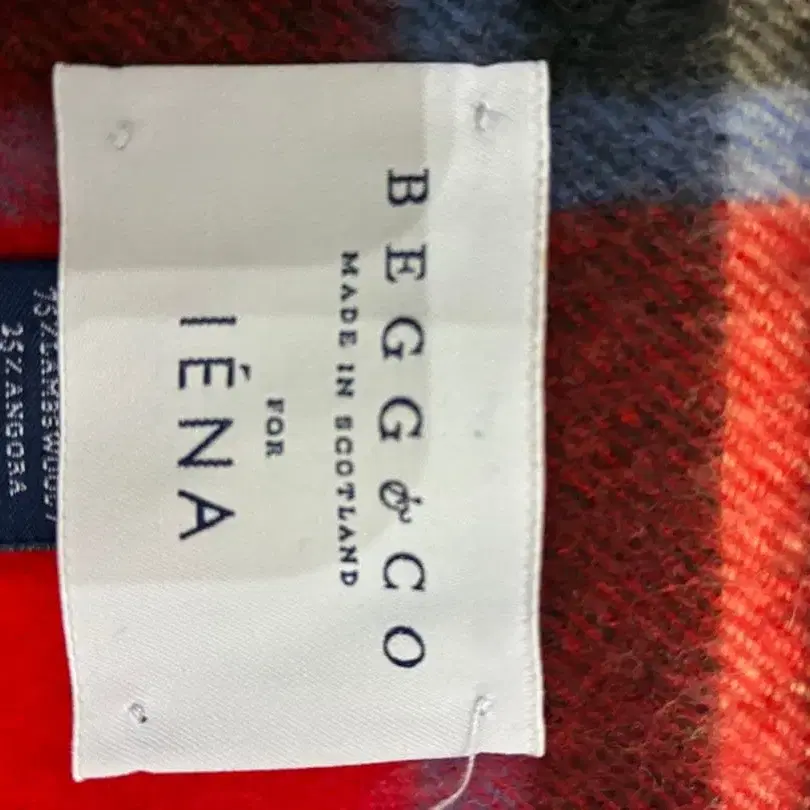 BEGG & CO
MADE IN SCOTLAND
FOR
IÉNA
75%LAMBSWOOL/
25%ANGORA